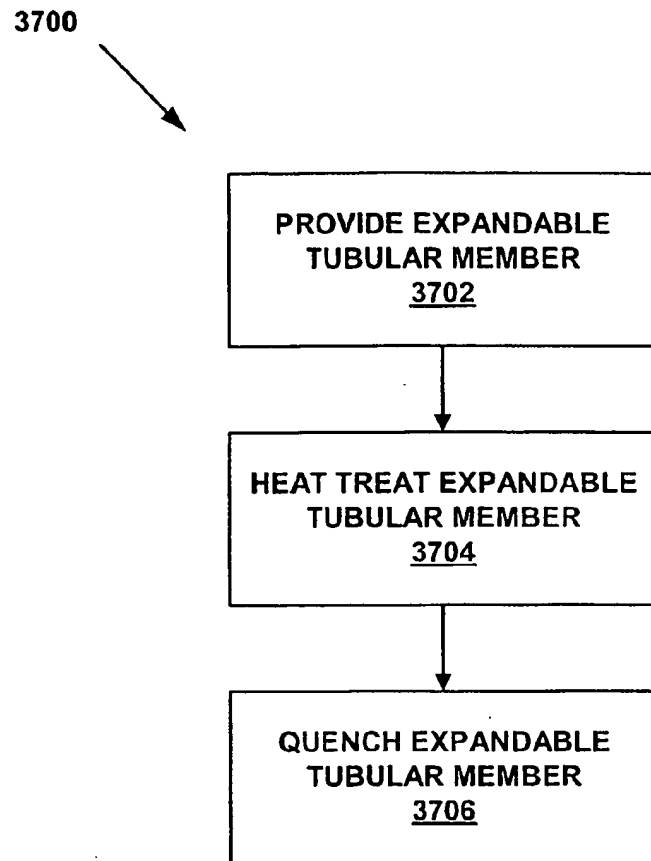 3700
PROVIDE EXPANDABLE
TUBULAR MEMBER
3702
HEAT TREAT EXPANDABLE
TUBULAR MEMBER
3704
QUENCH EXPANDABLE
TUBULAR MEMBER
3706